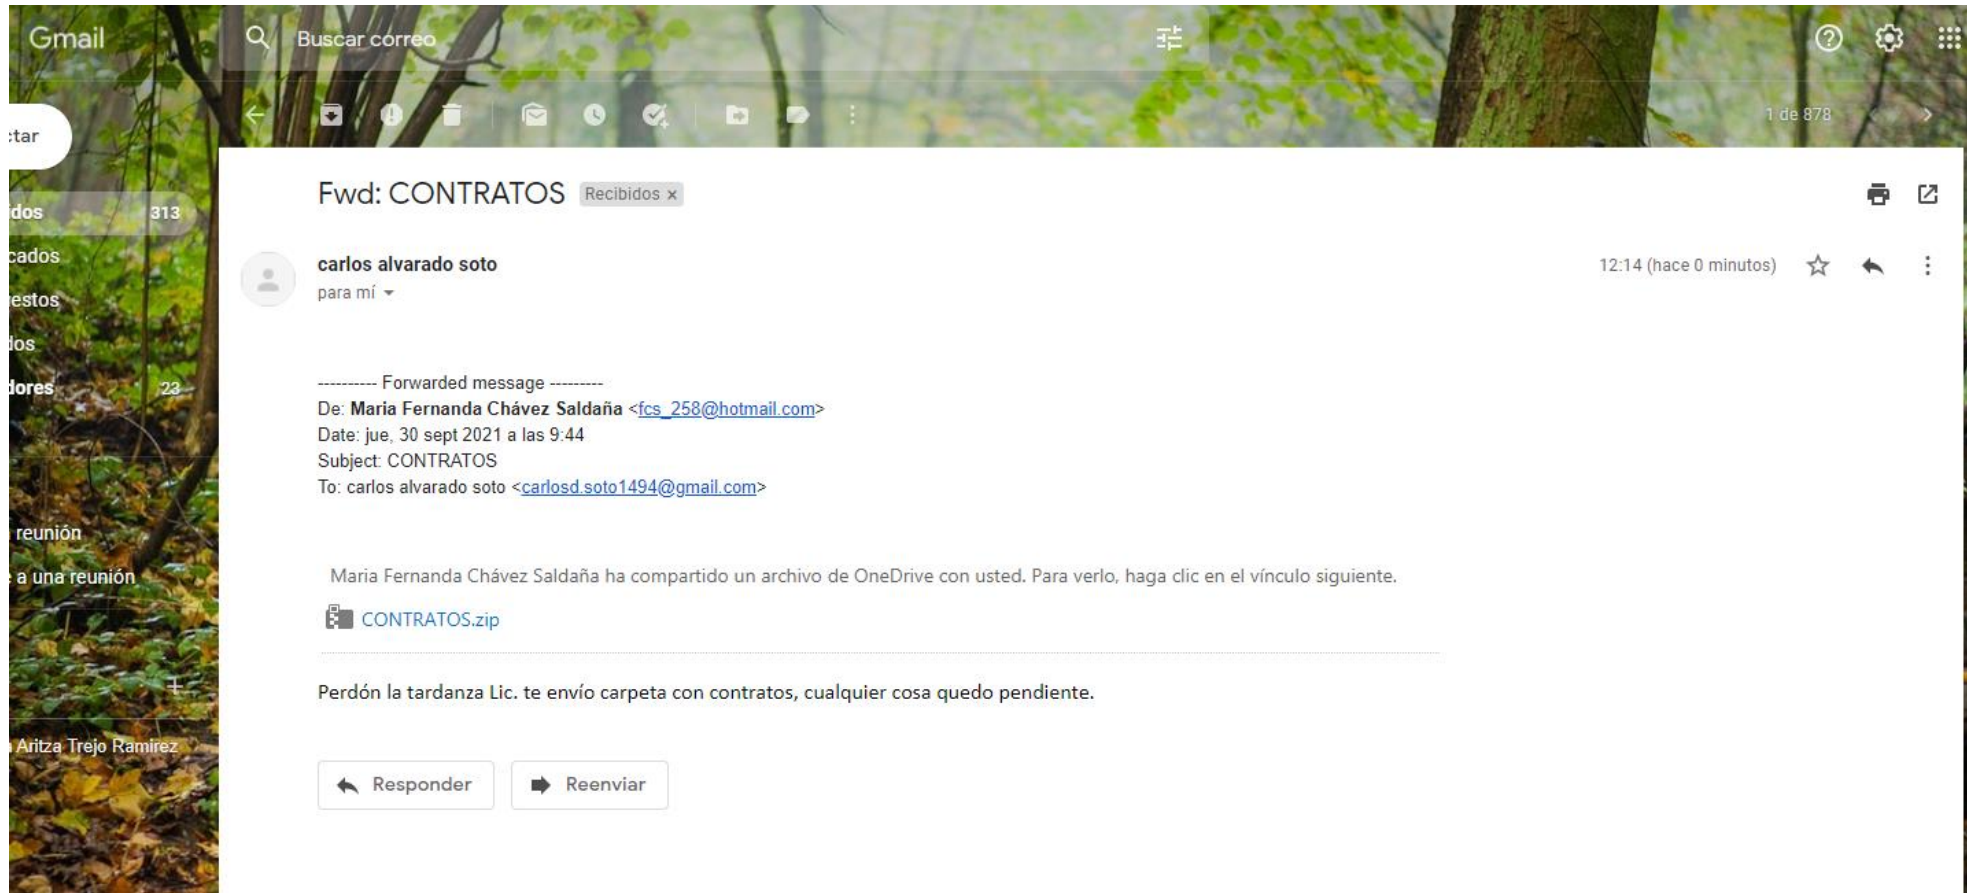 Gmail
Buscar correo
ctar
1 de 878
Fwd: CONTRATOS Recibidos x
dos 313
carlos alvarado soto 12:14 (hace 0 minutos)
para mí
cados
estos
dos
dores 23
---------- Forwarded message ---------
De: Maria Fernanda Chávez Saldaña <fcs_258@hotmail.com>
Date: jue, 30 sept 2021 a las 9:44
Subject: CONTRATOS
To: carlos alvarado soto <carlosd.soto1494@gmail.com>
reunión
a una reunión
Maria Fernanda Chávez Saldaña ha compartido un archivo de OneDrive con usted. Para verlo, haga clic en el vínculo siguiente.
CONTRATOS.zip
Perdón la tardanza Lic. te envío carpeta con contratos, cualquier cosa quedo pendiente.
Aritza Trejo Ramirez
Responder Reenviar